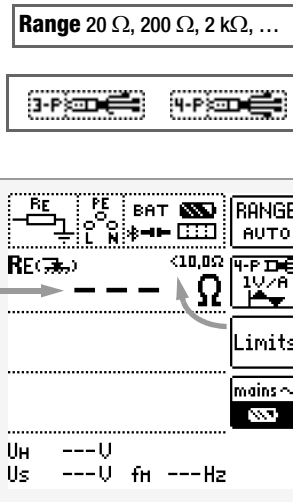 Range 20 Ω, 200 Ω, 2 kΩ, …
3-P 4-P
RE PE L N BAT RANGE
AUTO
RE <10,0Ω 4-P
1V/A
--- Ω
Limits
mains~
UH ---V
Us ---V fM ---Hz